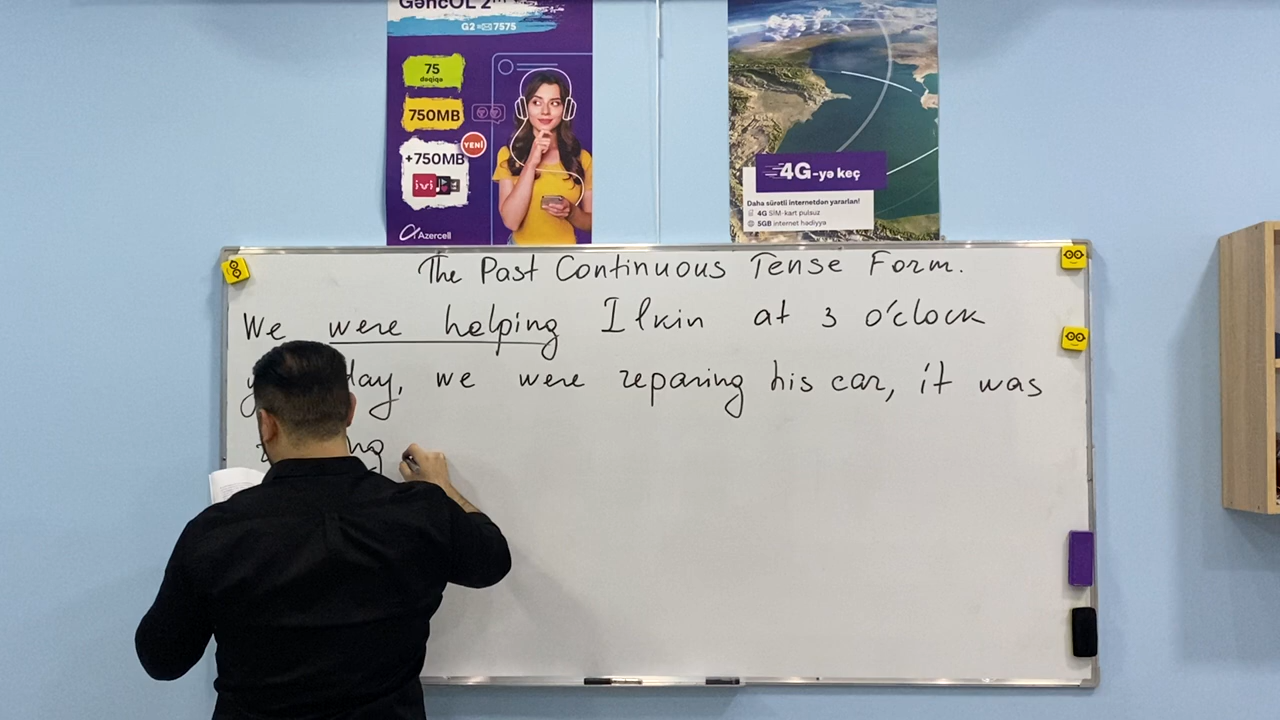 GəncOL 2
G2 7575
75
dəqiqə
750MB
YENİ
+750MB
ivi
Azercell
4G-yə keç
Daha sürətli internetdən yararlan!
4G SİM-kart pulsuz
5GB internet hədiyyə
The Past Continuous Tense Form.
We were helping Ilkin at 3 o'clock
day, we were reparing his car, it was